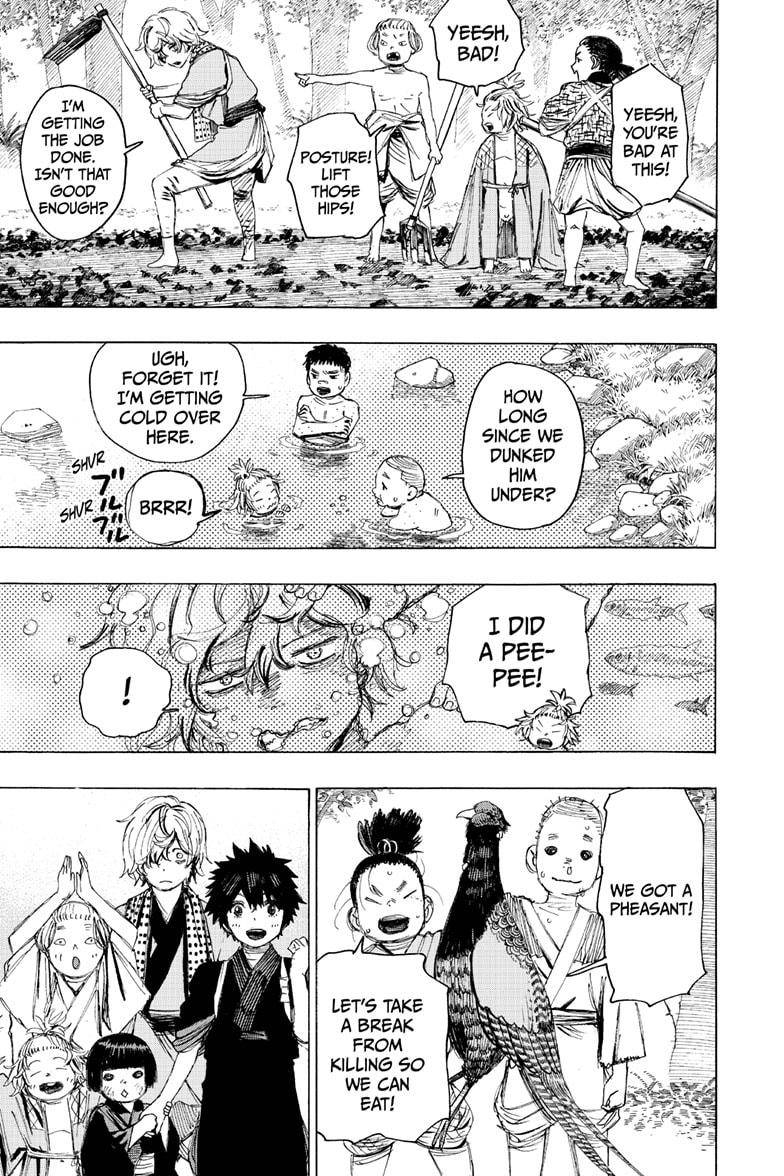 YEESH,
YOU'RE
BAD AT
THIS!
YEESH,
BAD!
POSTURE!
LIFT
THOSE
HIPS!
I'M
GETTING
THE JOB
DONE.
ISN'T THAT
GOOD
ENOUGH?
HOW
LONG
SINCE WE
DUNKED
HIM
UNDER?
UGH,
FORGET IT!
I'M GETTING
COLD OVER
HERE.
BRRR!
SHVR
SHVR
ブル
ブル
I DID
A PEE-
PEE!
!
WE GOT A
PHEASANT!
LET'S TAKE
A BREAK
FROM
KILLING SO
WE CAN
EAT!